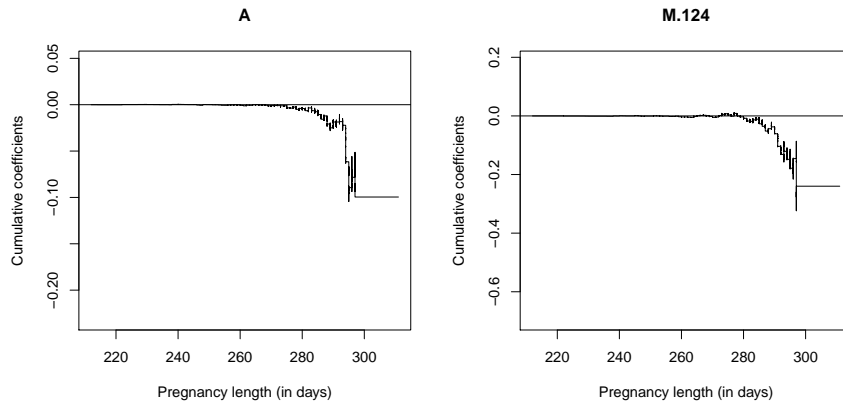 A
Cumulative coefficients
0.05
0.00
−0.10
−0.20
220 240 260 280 300
Pregnancy length (in days)
M.124
Cumulative coefficients
0.2
0.0
−0.2
−0.4
−0.6
220 240 260 280 300
Pregnancy length (in days)